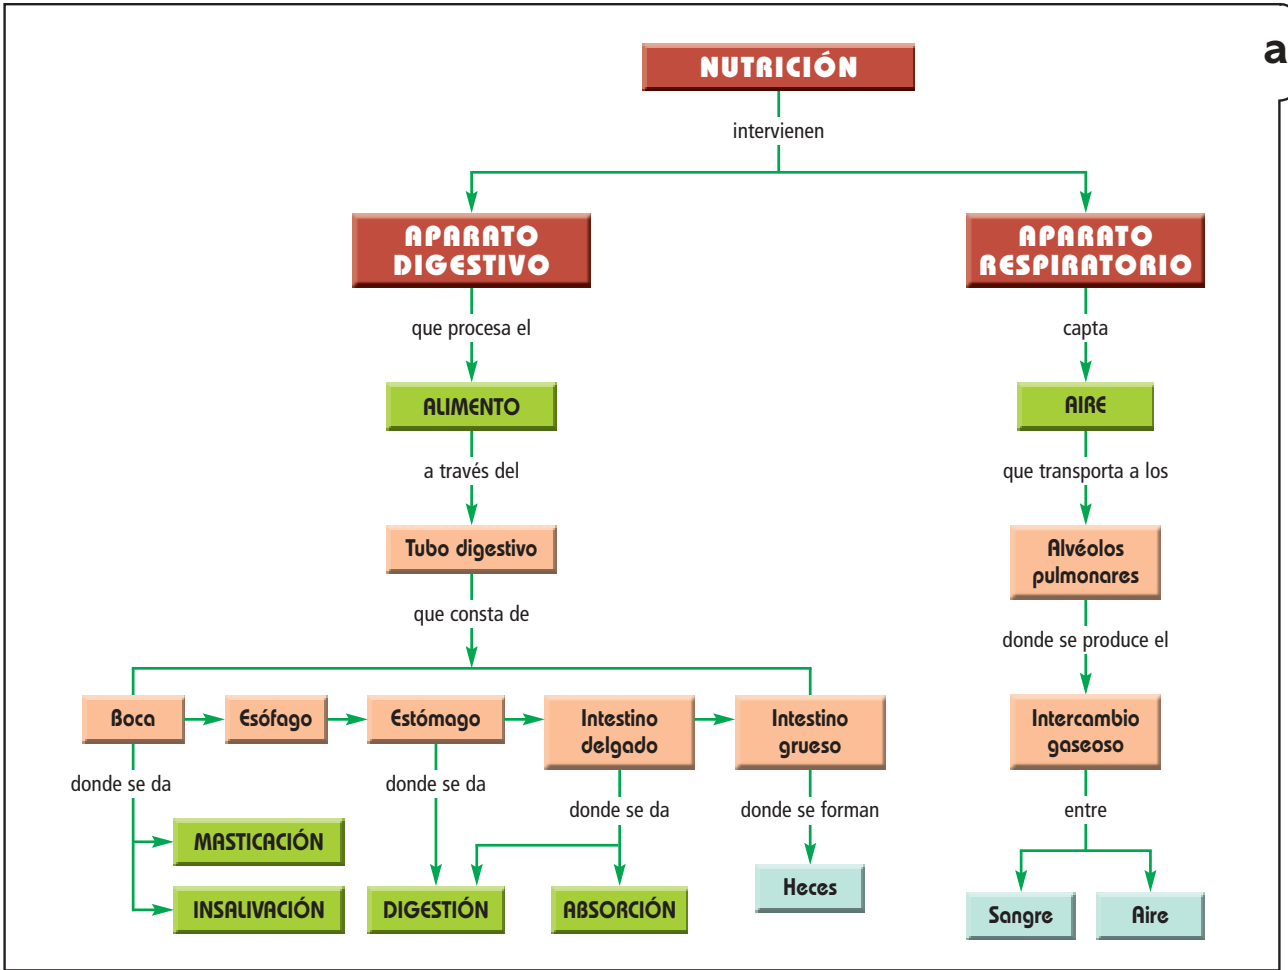 a
NUTRICIÓN
intervienen
APARATO
DIGESTIVO
que procesa el
ALIMENTO
a través del
Tubo digestivo
que consta de
Boca
Esófago
Estómago
Intestino
delgado
Intestino
grueso
donde se da
MASTICACIÓN
INSALIVACIÓN
donde se da
DIGESTIÓN
donde se da
ABSORCIÓN
donde se forman
Heces
APARATO
RESPIRATORIO
capta
AIRE
que transporta a los
Alvéolos
pulmonares
donde se produce el
Intercambio
gaseoso
entre
Sangre
Aire